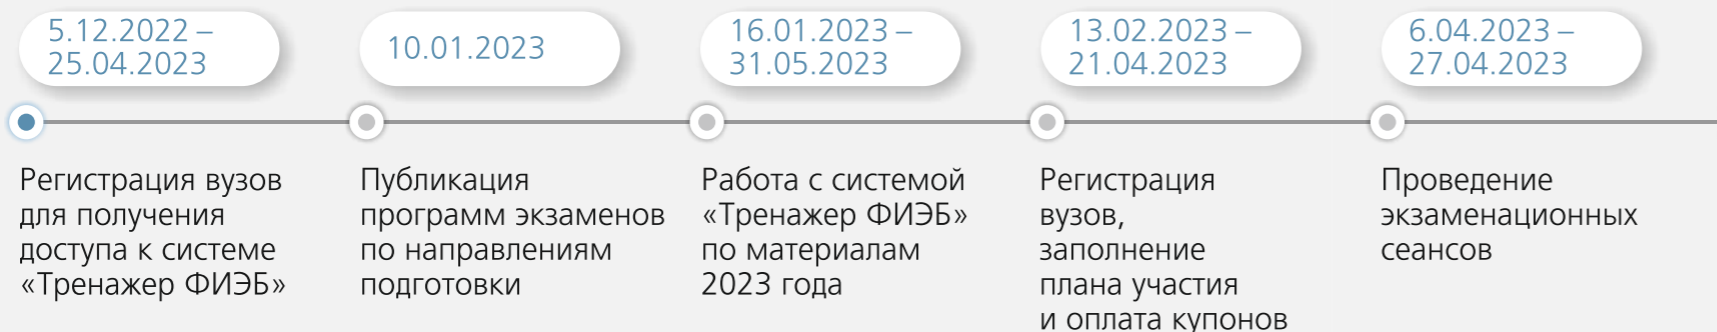 5.12.2022 –
25.04.2023
10.01.2023
16.01.2023 –
31.05.2023
13.02.2023 –
21.04.2023
6.04.2023 –
27.04.2023
Регистрация вузов
для получения
доступа к системе
«Тренажер ФИЭБ»
Публикация
программ экзаменов
по направлениям
подготовки
Работа с системой
«Тренажер ФИЭБ»
по материалам
2023 года
Регистрация
вузов,
заполнение
плана участия
и оплата купонов
Проведение
экзаменационных
сеансов